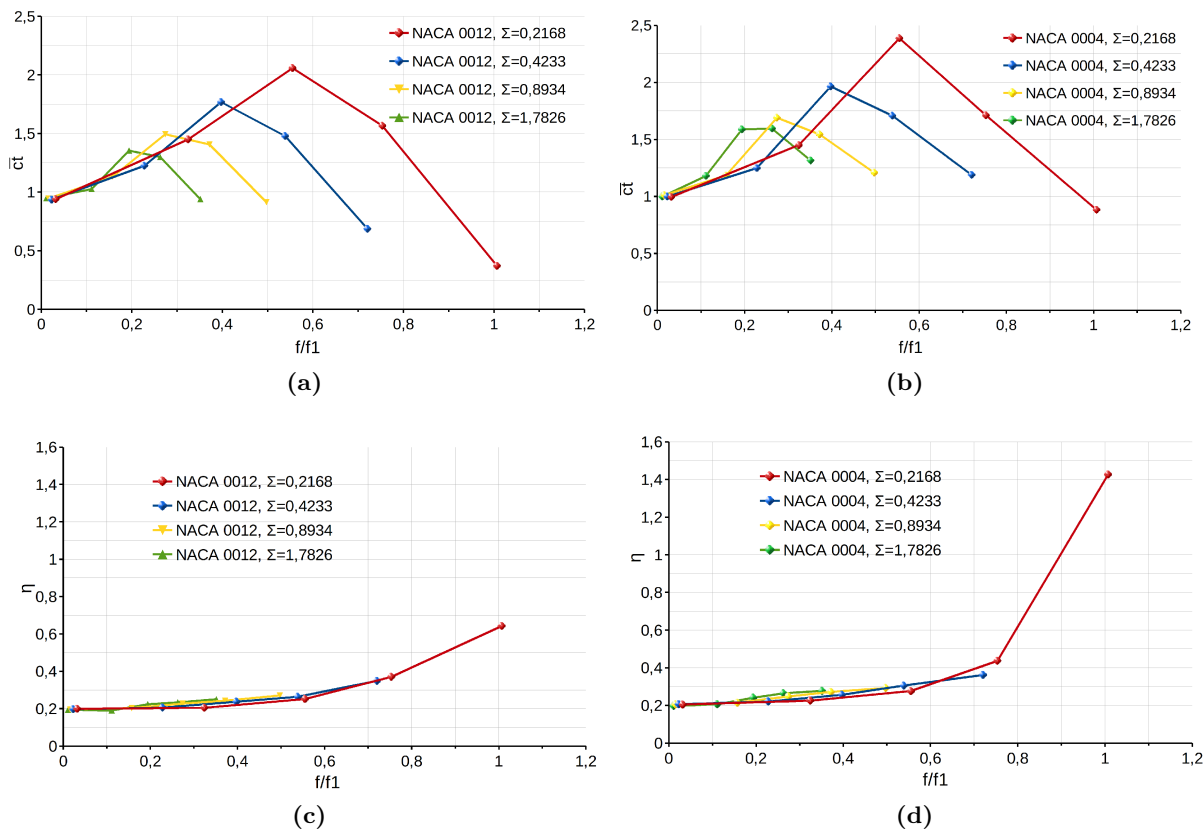 2,5
2
1,5
1
0,5
0
c̅t̅
0
0,2
0,4
0,6
0,8
1
1,2
f/f1
NACA 0012, Σ=0,2168
NACA 0012, Σ=0,4233
NACA 0012, Σ=0,8934
NACA 0012, Σ=1,7826
(a)
2,5
2
1,5
1
0,5
0
c̅t̅
0
0,2
0,4
0,6
0,8
1
1,2
f/f1
NACA 0004, Σ=0,2168
NACA 0004, Σ=0,4233
NACA 0004, Σ=0,8934
NACA 0004, Σ=1,7826
(b)
1,6
1,4
1,2
1
0,8
0,6
0,4
0,2
0
η
0
0,2
0,4
0,6
0,8
1
1,2
f/f1
NACA 0012, Σ=0,2168
NACA 0012, Σ=0,4233
NACA 0012, Σ=0,8934
NACA 0012, Σ=1,7826
(c)
1,6
1,4
1,2
1
0,8
0,6
0,4
0,2
0
η
0
0,2
0,4
0,6
0,8
1
1,2
f/f1
NACA 0004, Σ=0,2168
NACA 0004, Σ=0,4233
NACA 0004, Σ=0,8934
NACA 0004, Σ=1,7826
(d)